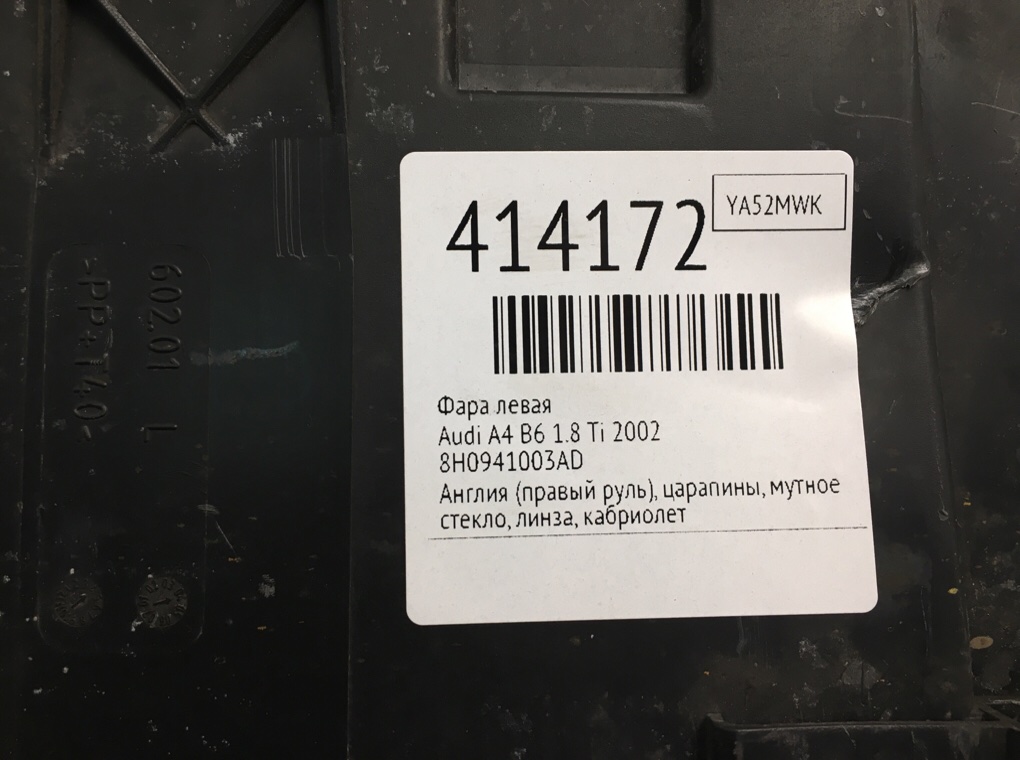 414172
YA52MWK
Фара левая
Audi A4 B6 1.8 Ti 2002
8H0941003AD
Англия (правый руль), царапины, мутное
стекло, линза, кабриолет
602.01 L
>PP+T40<